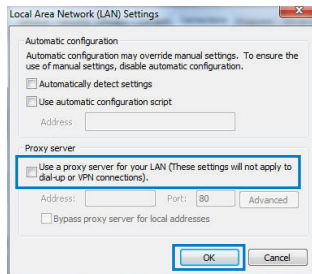 Local Area Network (LAN) Settings
Automatic configuration
Automatic configuration may override manual settings. To ensure the
use of manual settings, disable automatic configuration.
Automatically detect settings
Use automatic configuration script
Address
Proxy server
Use a proxy server for your LAN (These settings will not apply to
dial-up or VPN connections).
Address: Port: 80 Advanced
Bypass proxy server for local addresses
OK Cancel